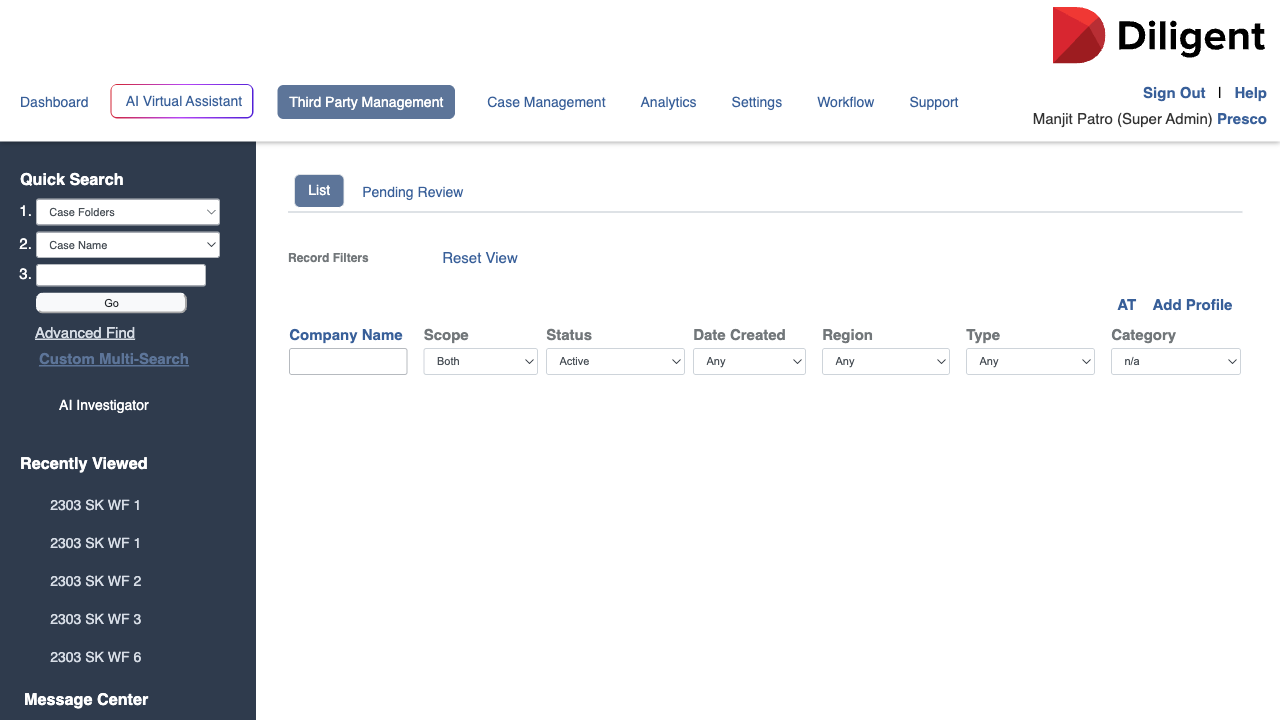 Diligent
Dashboard AI Virtual Assistant Third Party Management Case Management Analytics Settings Workflow Support
Sign Out | Help
Manjit Patro (Super Admin) Presco
Quick Search
1. Case Folders
2. Case Name
3.
Go
Advanced Find
Custom Multi-Search
AI Investigator
Recently Viewed
2303 SK WF 1
2303 SK WF 1
2303 SK WF 2
2303 SK WF 3
2303 SK WF 6
Message Center
List Pending Review
Record Filters Reset View
AT Add Profile
Company Name Scope Status Date Created Region Type Category
Both Active Any Any Any n/a